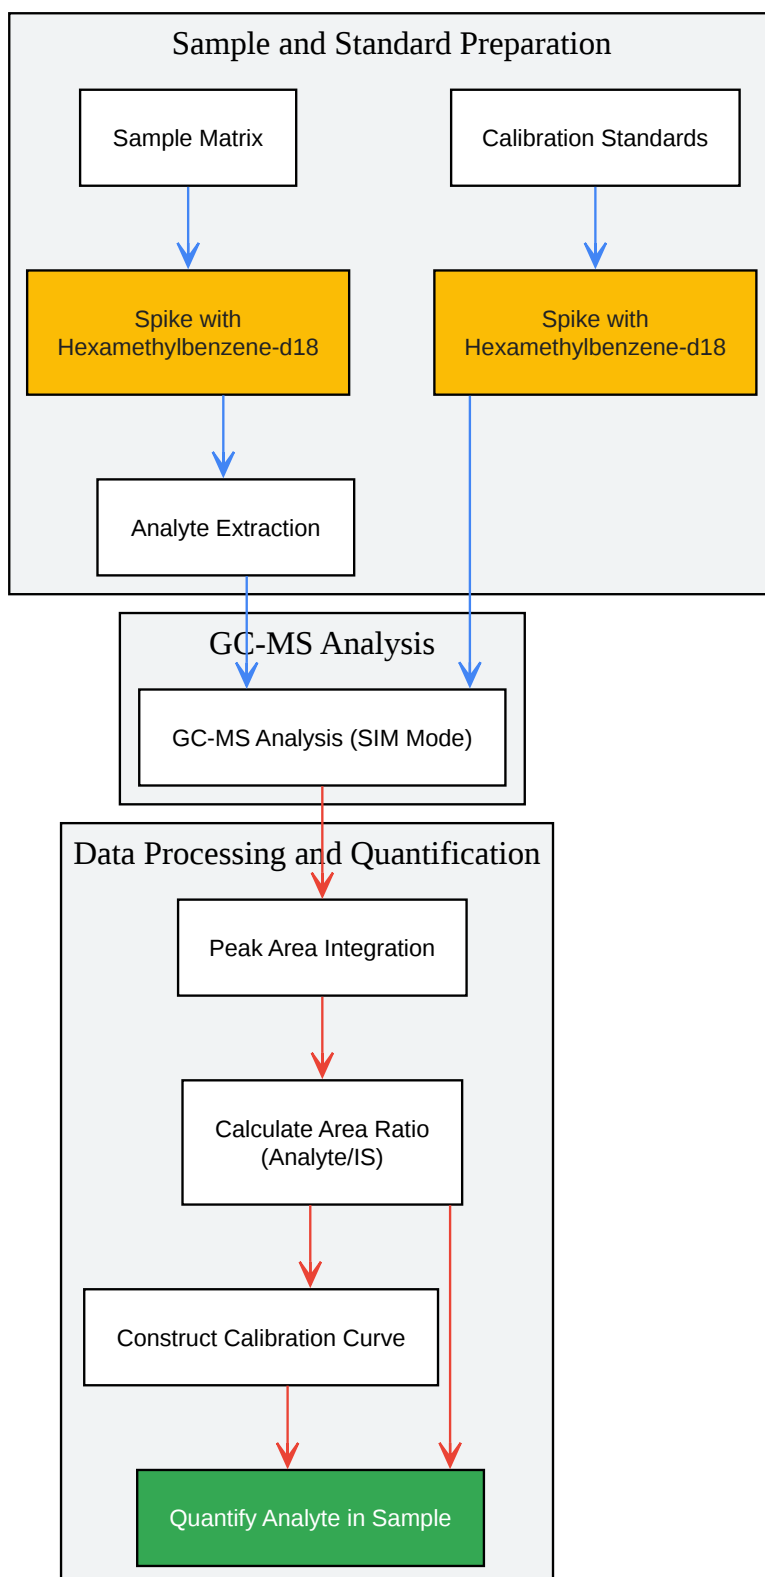 Sample and Standard Preparation
Sample Matrix
Calibration Standards
Spike with
Hexamethylbenzene-d18
Spike with
Hexamethylbenzene-d18
Analyte Extraction
GC-MS Analysis
GC-MS Analysis (SIM Mode)
Data Processing and Quantification
Peak Area Integration
Calculate Area Ratio
(Analyte/IS)
Construct Calibration Curve
Quantify Analyte in Sample